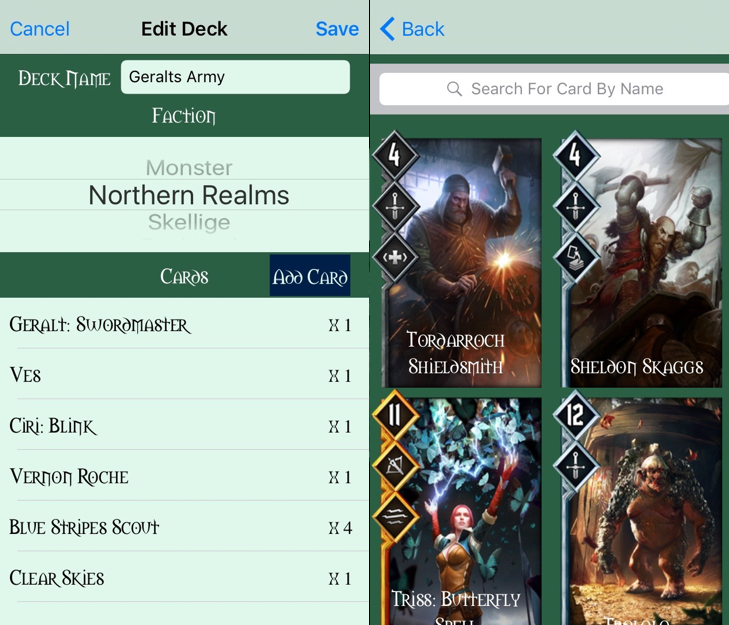 Cancel
Edit Deck
Save
Deck Name
Geralts Army
Faction
Monster
Northern Realms
Skellige
Cards
Add Card
Geralt: Swordmaster
X 1
Ves
X 1
Ciri: Blink
X 1
Vernon Roche
X 1
Blue Stripes Scout
X 4
Clear Skies
X 1
Back
Search For Card By Name
4
Tordarroch
Shieldsmith
4
Sheldon Skaggs
11
Triss: Butterfly
Spell
12
Trololo